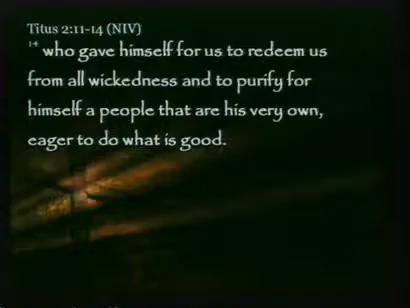 Titus 2:11-14 (NIV)
14 who gave himself for us to redeem us
from all wickedness and to purify for
himself a people that are his very own,
eager to do what is good.